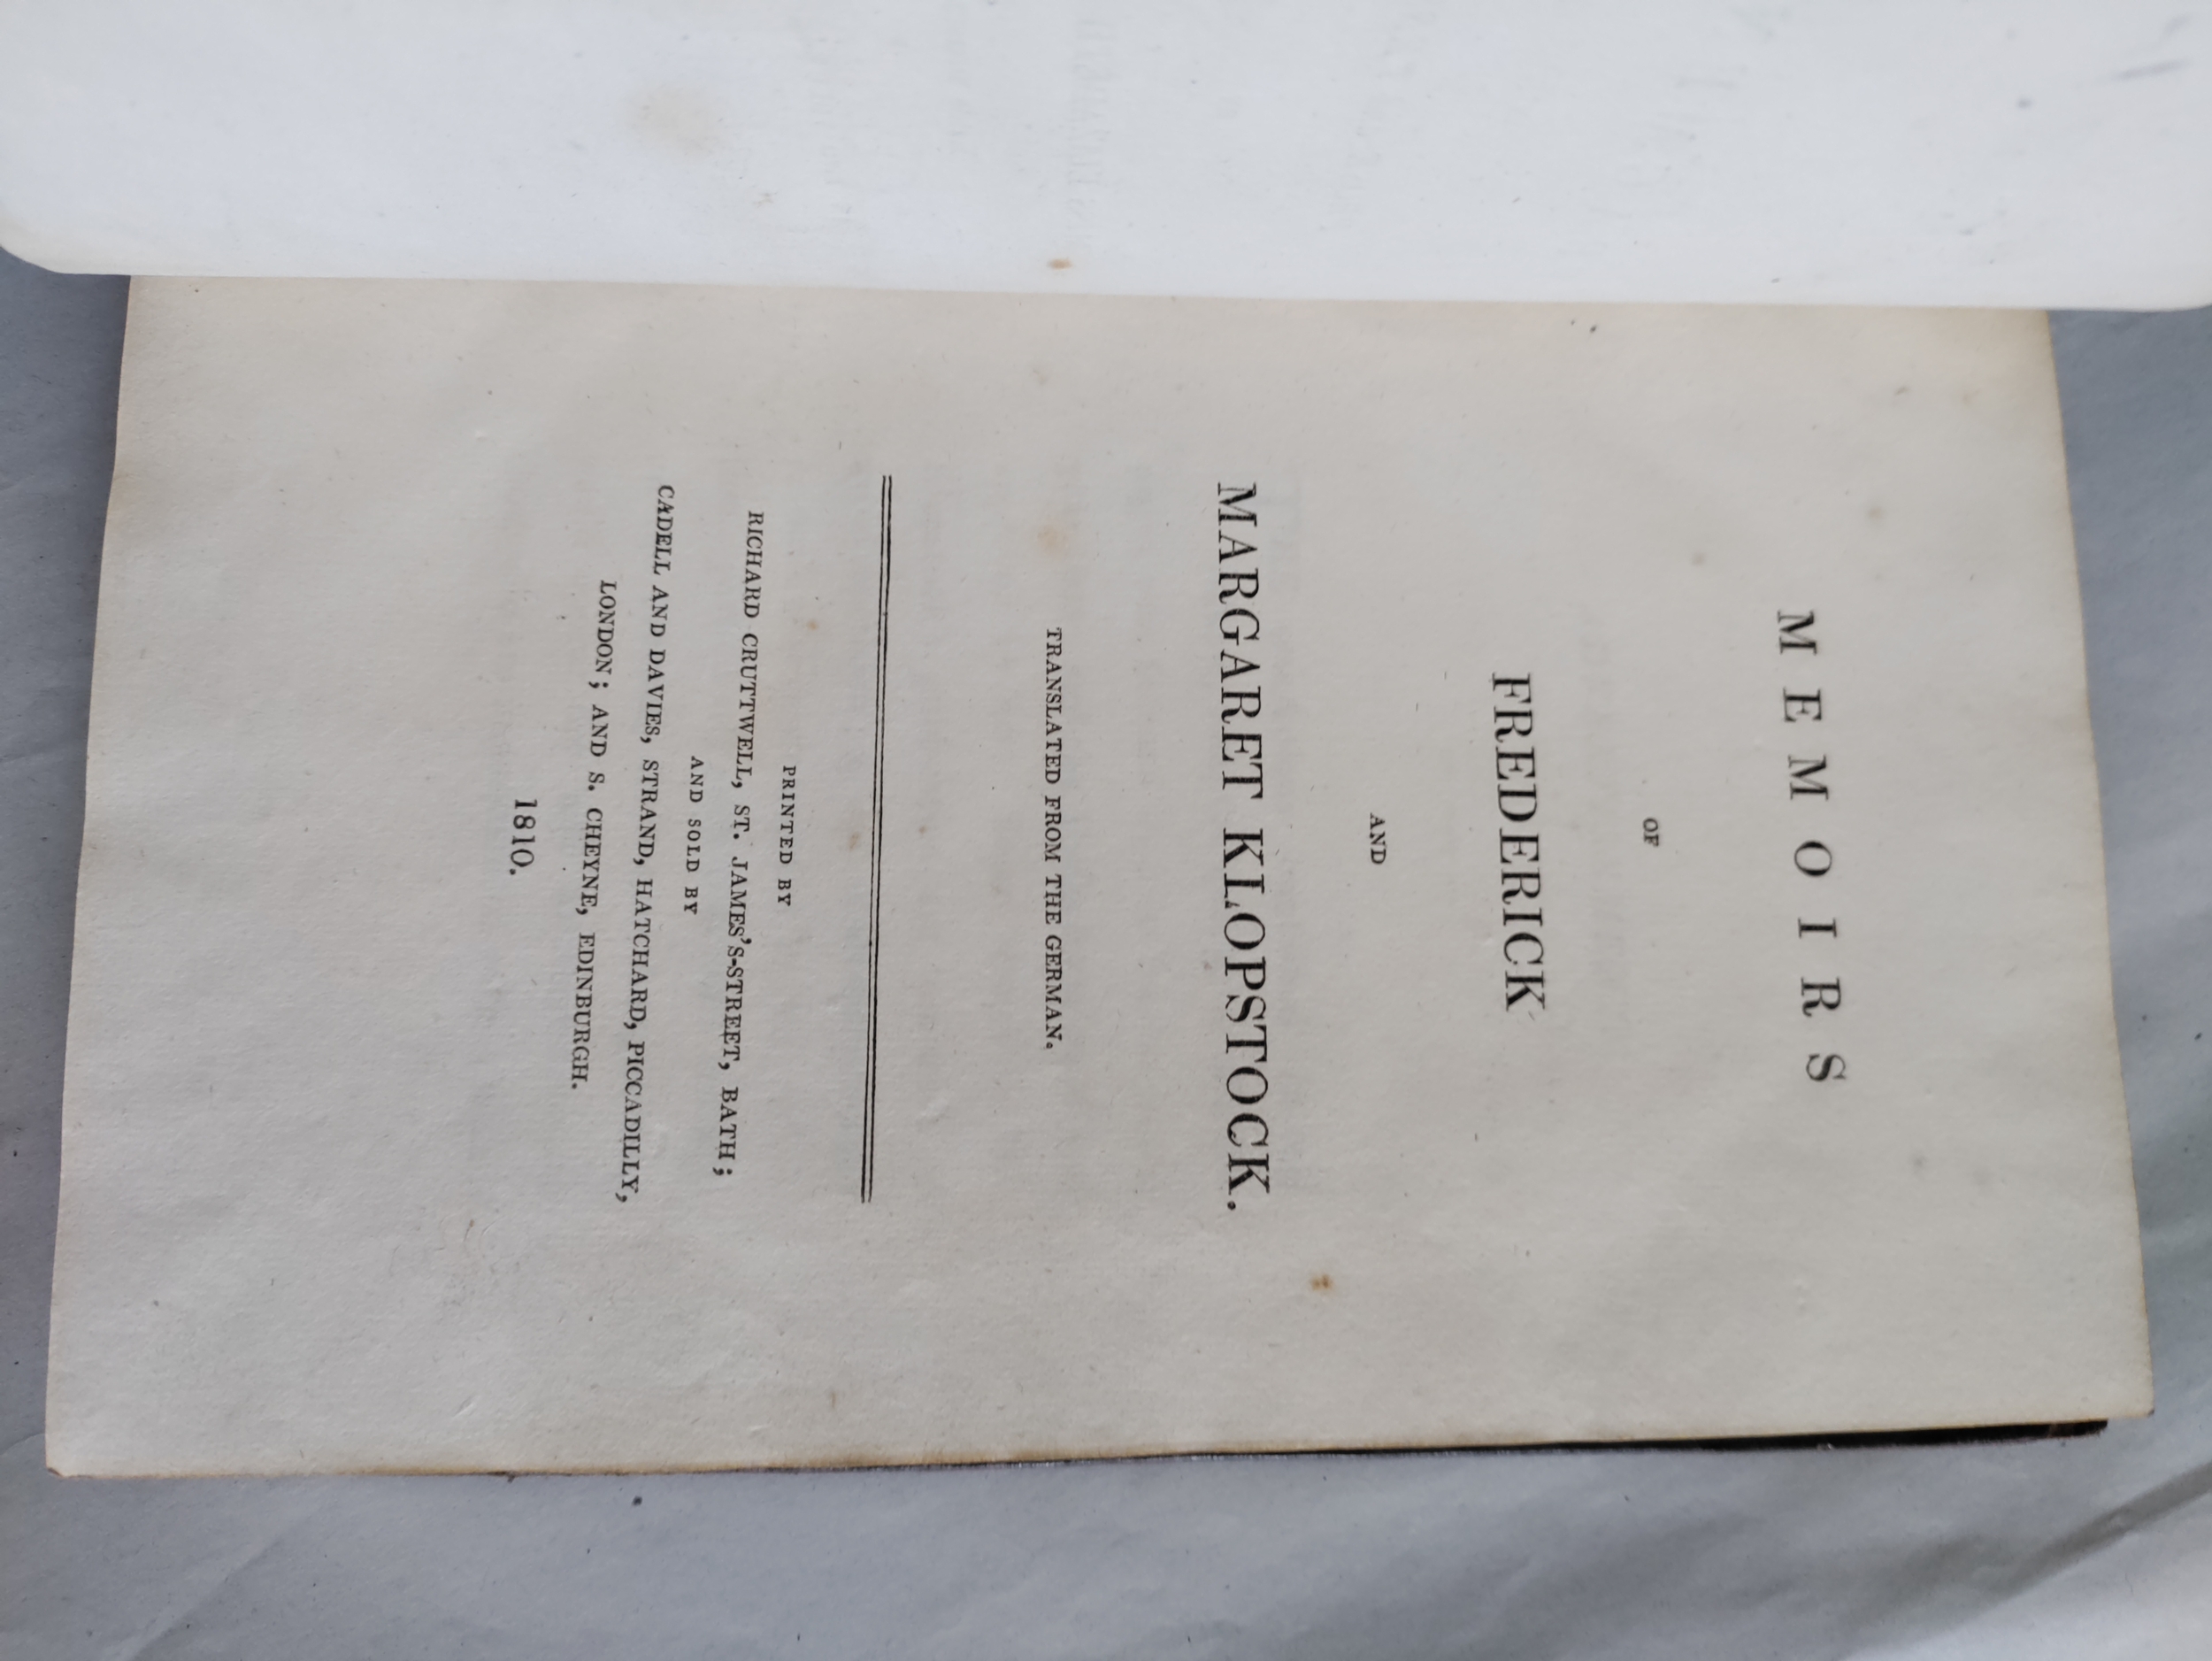 MEMOIRS
OF
FREDERICK
AND
MARGARET KLOPSTOCK.
TRANSLATED FROM THE GERMAN.
PRINTED BY
RICHARD CRUTTWELL, ST. JAMES'S-STREET, BATH;
AND SOLD BY
CADELL AND DAVIES, STRAND, HATCHARD, PICCADILLY,
LONDON; AND S. CHEYNE, EDINBURGH.
1810.